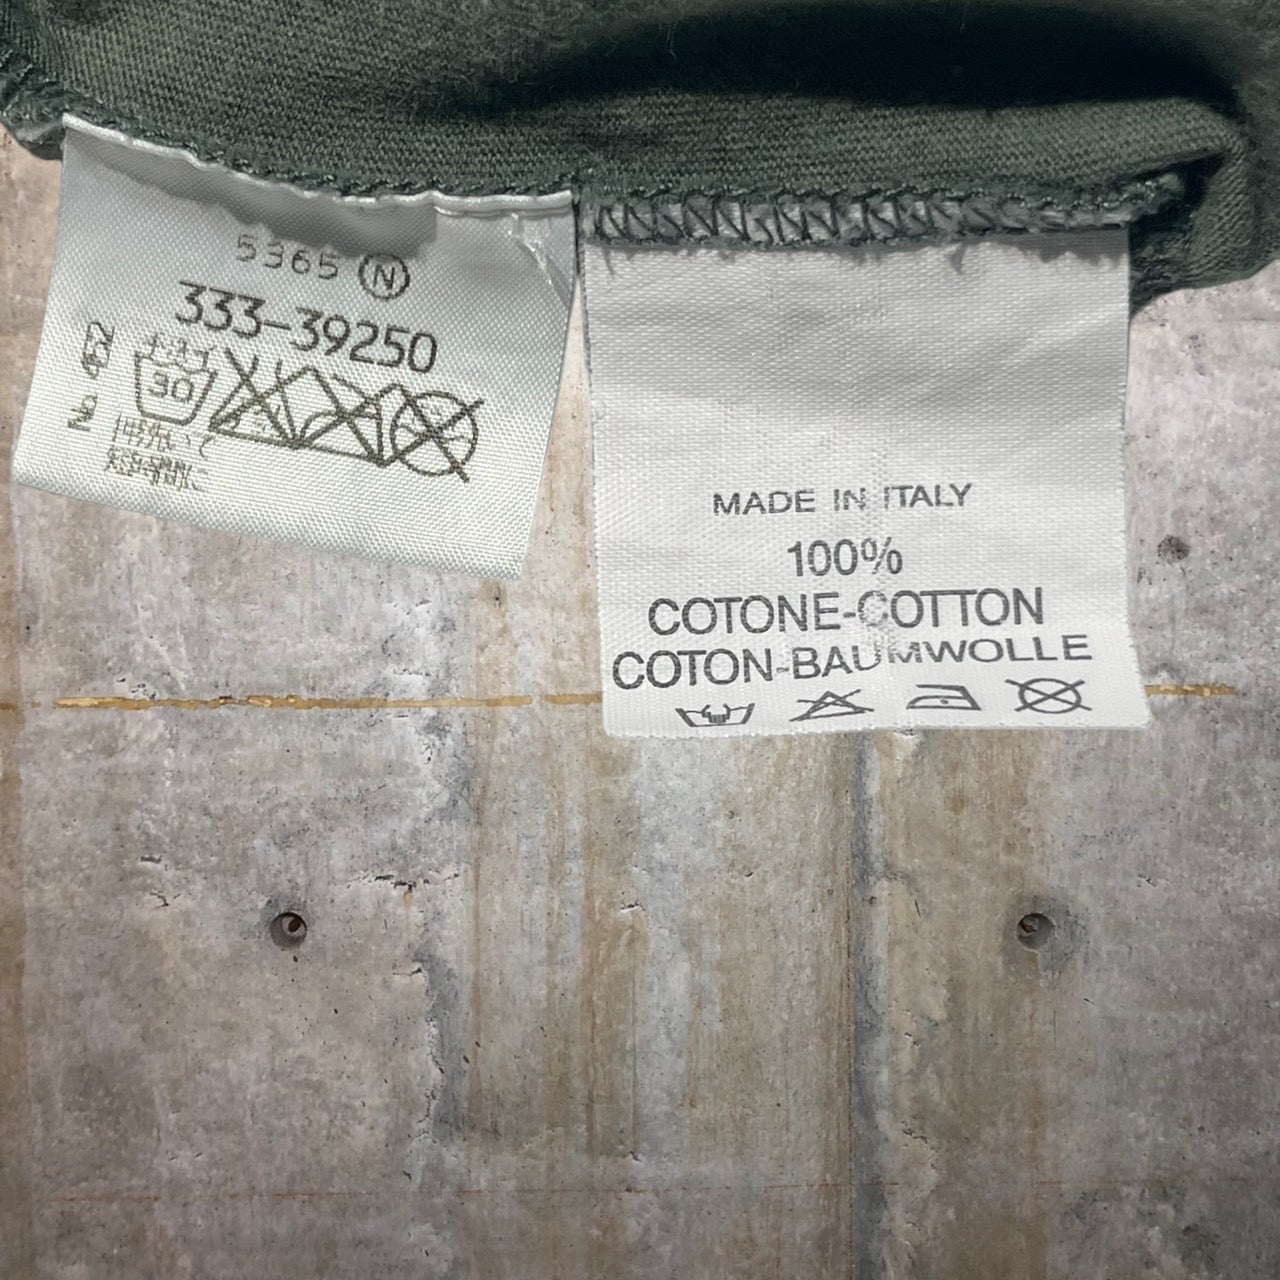 5365 N
333-39250
30
MADE IN ITALY
100%
COTONE-COTTON
COTON-BAUMWOLLE